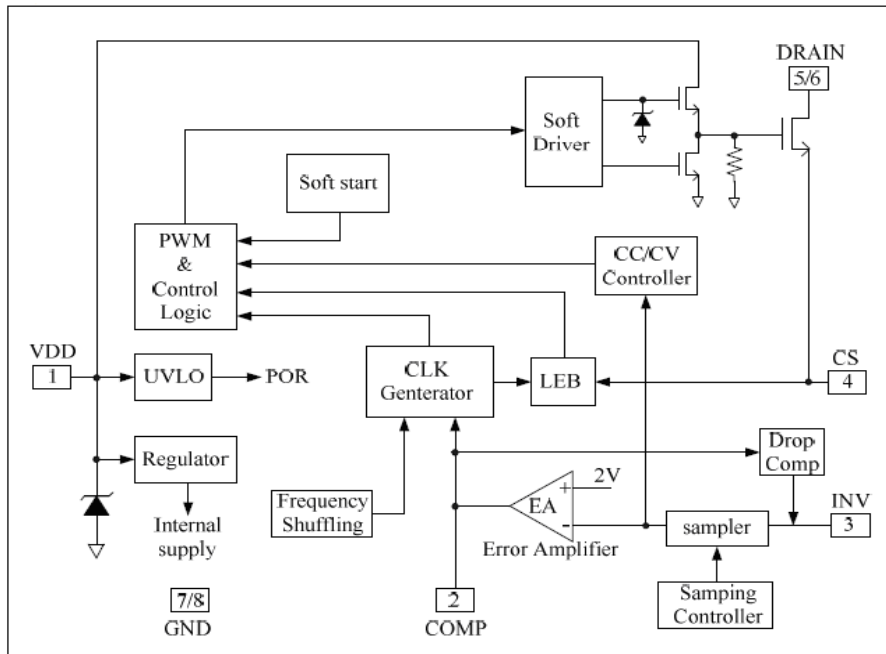 DRAIN
5/6
Soft
Driver
Soft start
PWM
&
Control
Logic
CC/CV
Controller
VDD
1
UVLO
POR
CLK
Genterator
LEB
CS
4
Regulator
Drop
Comp
Frequency
Shuffling
2V
+
EA
-
Error Amplifier
sampler
INV
3
Internal
supply
7/8
GND
2
COMP
Samping
Controller